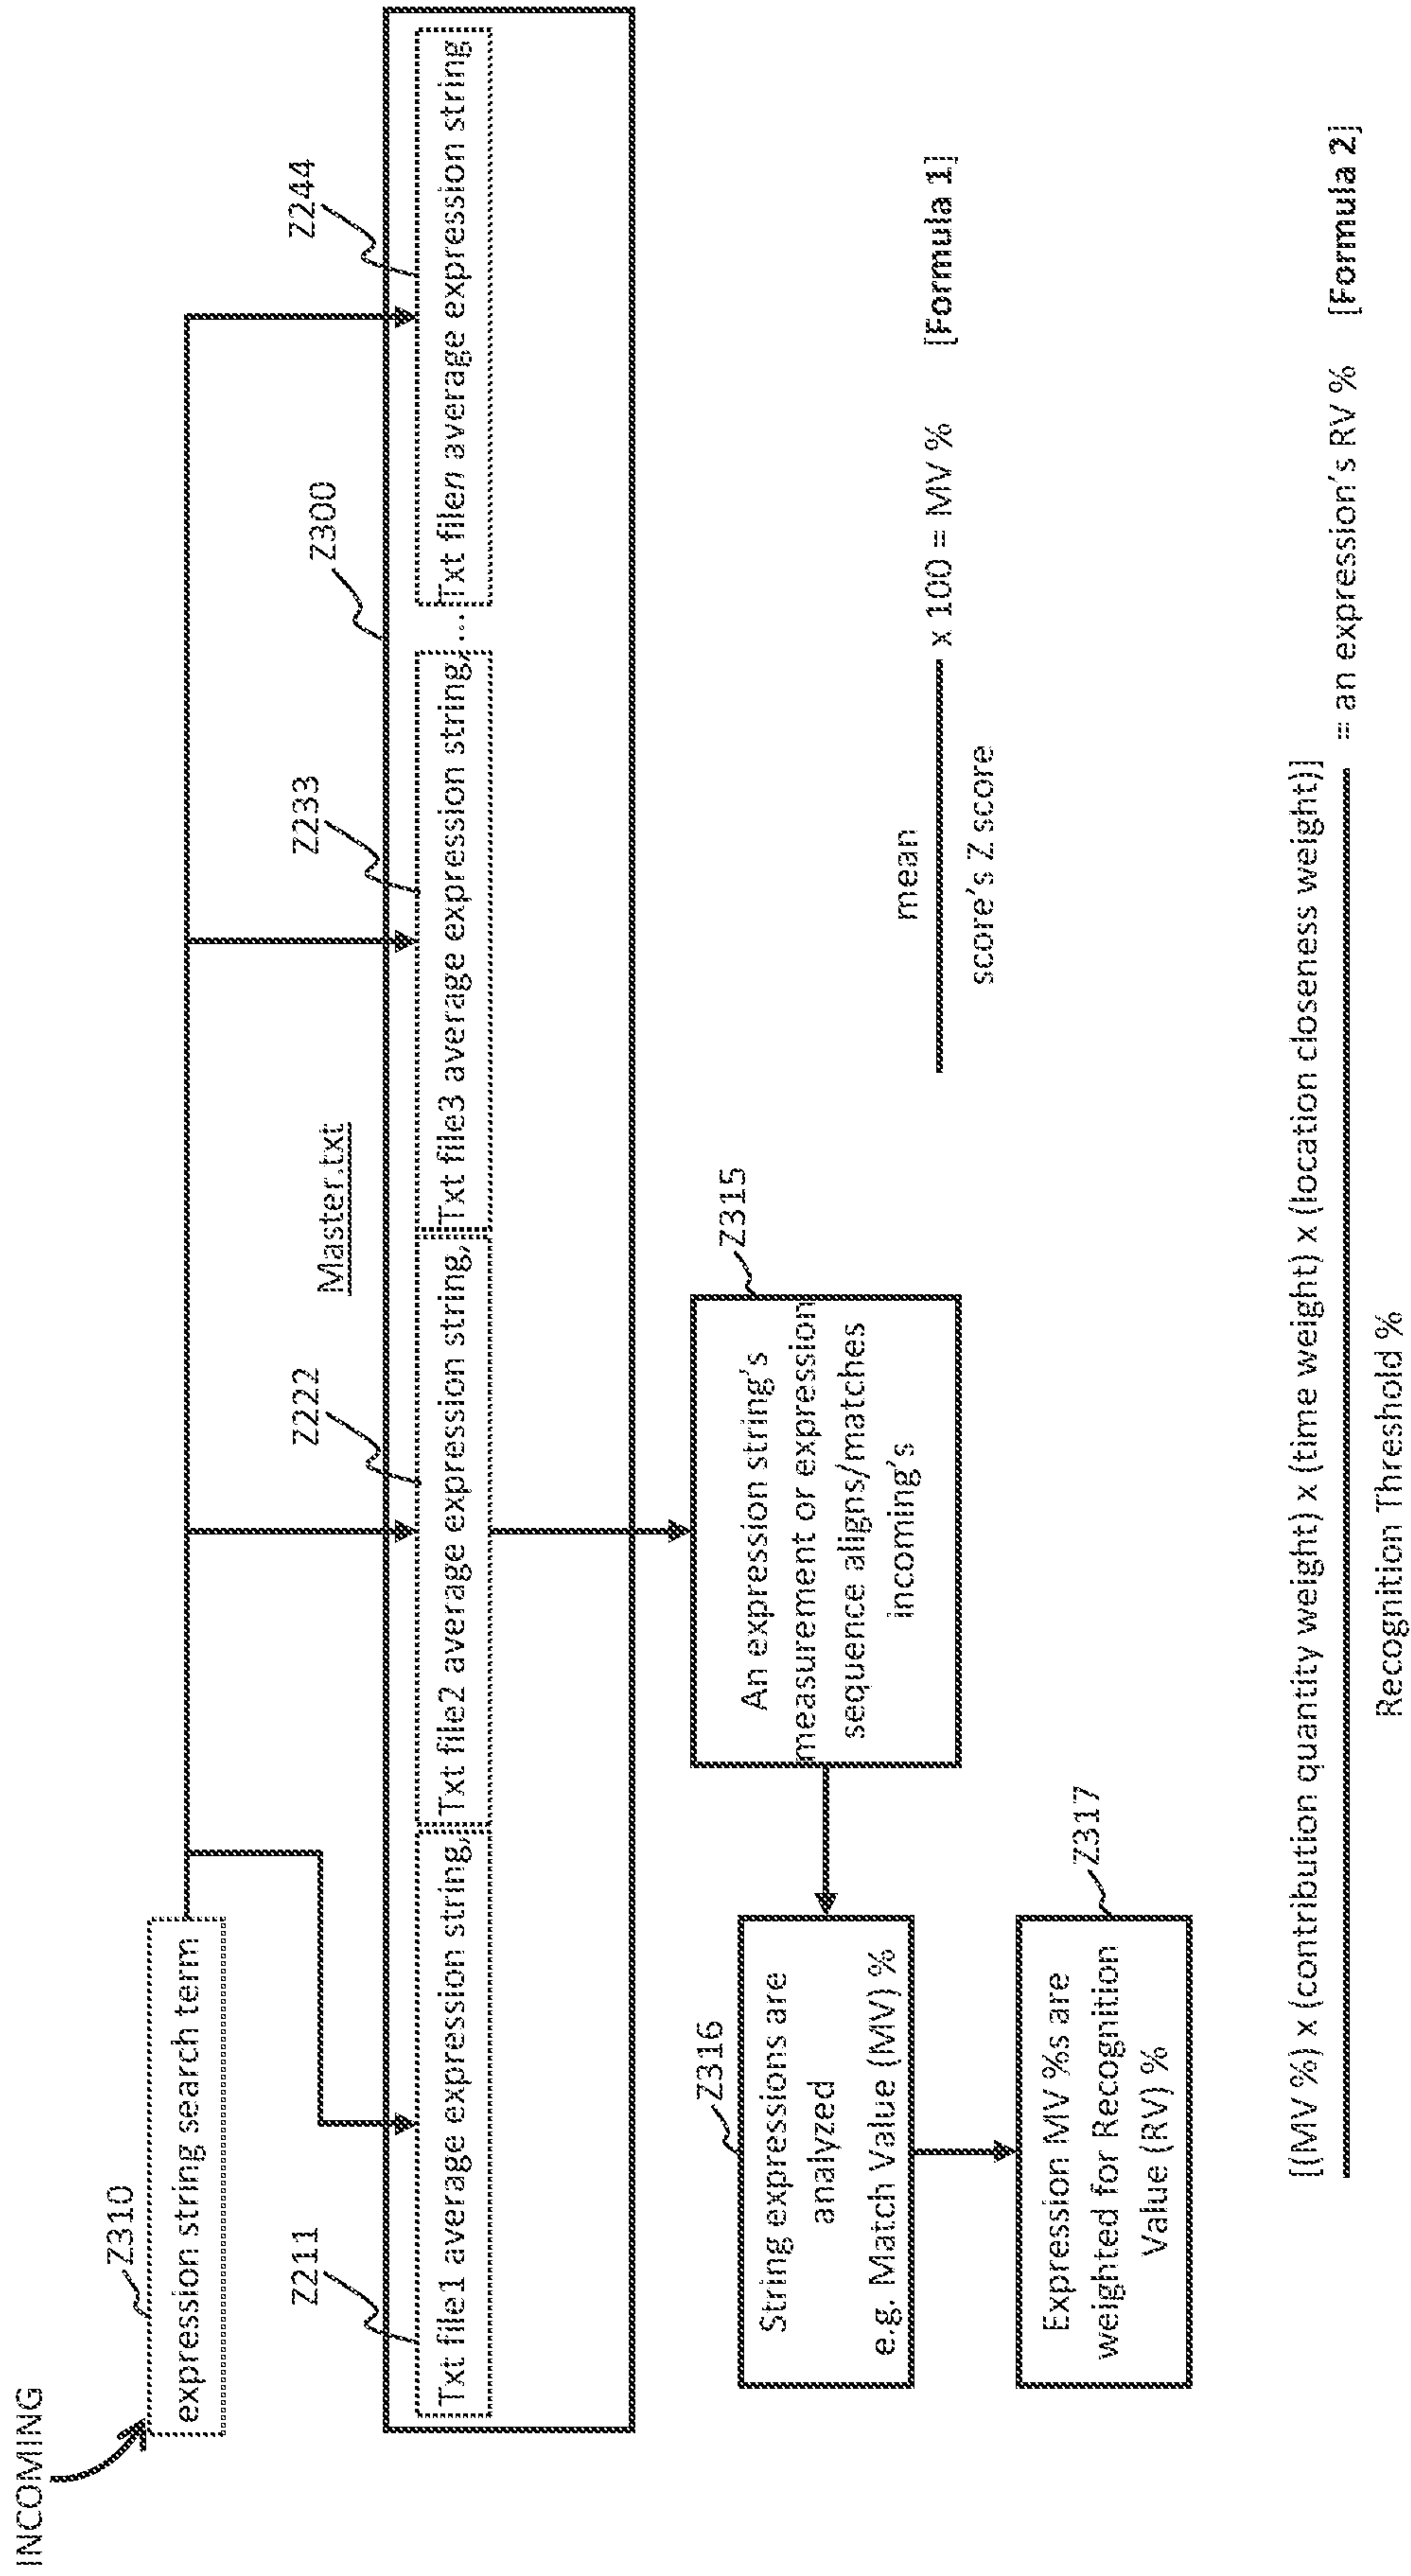 INCOMING
Z310
expression string search term
Master.txt
Z211
Z222
Z233
Z300
Z244
Txt file1 average expression string,
Txt file2 average expression string,
Txt file3 average expression string,
...
Txt filen average expression string
Z315
An expression string's
measurement or expression
sequence aligns/matches
incoming's
Z316
String expressions are
analyzed
e.g. Match Value (MV) %
Z317
Expression MV %s are
weighted for Recognition
Value (RV) %
mean
x 100 = MV % [Formula 1]
score's Z score
[(MV %) x (contribution quantity weight) x (time weight) x (location closeness weight)]
= an expression's RV % [Formula 2]
Recognition Threshold %